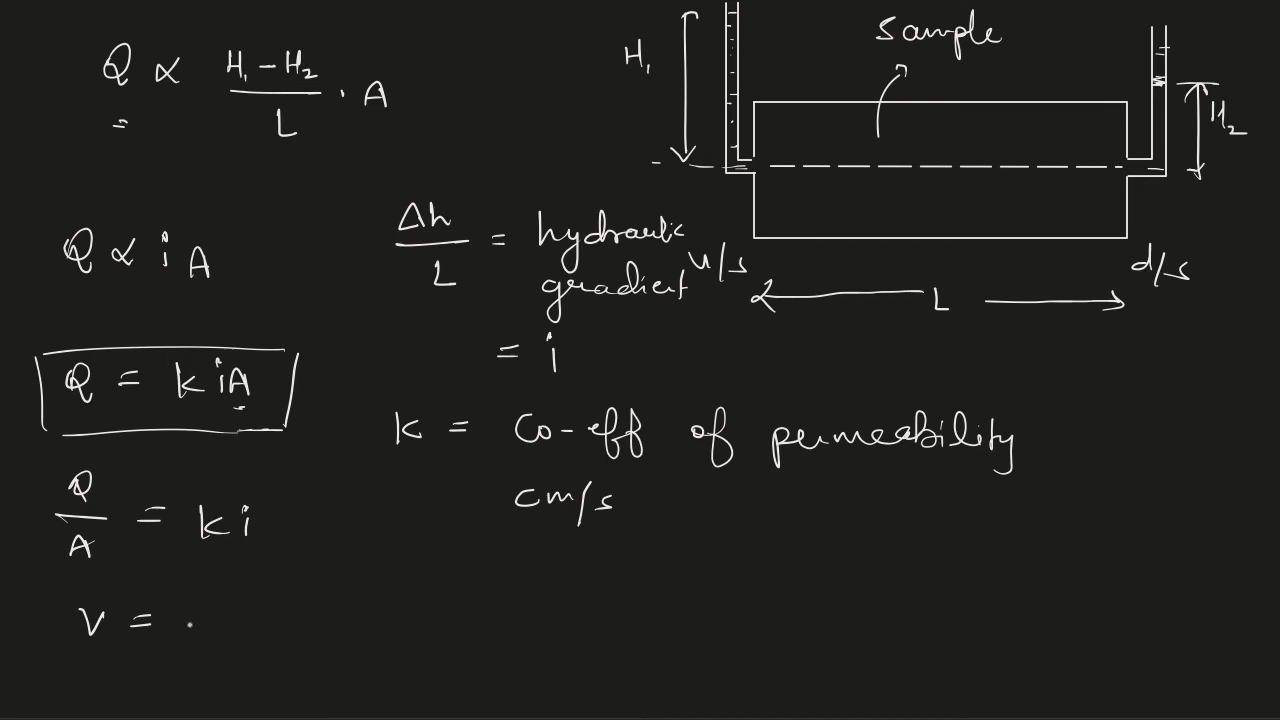 Q ∝ H₁ - H₂ / L . A
=
Q ∝ i A
Q = k i A
Q / A = k i
V = .
Δh / L = hydraulic
gradient
= i
k = Co-eff of permeability
cm/s
Sample
H₁
H₂
u/s
d/s
L